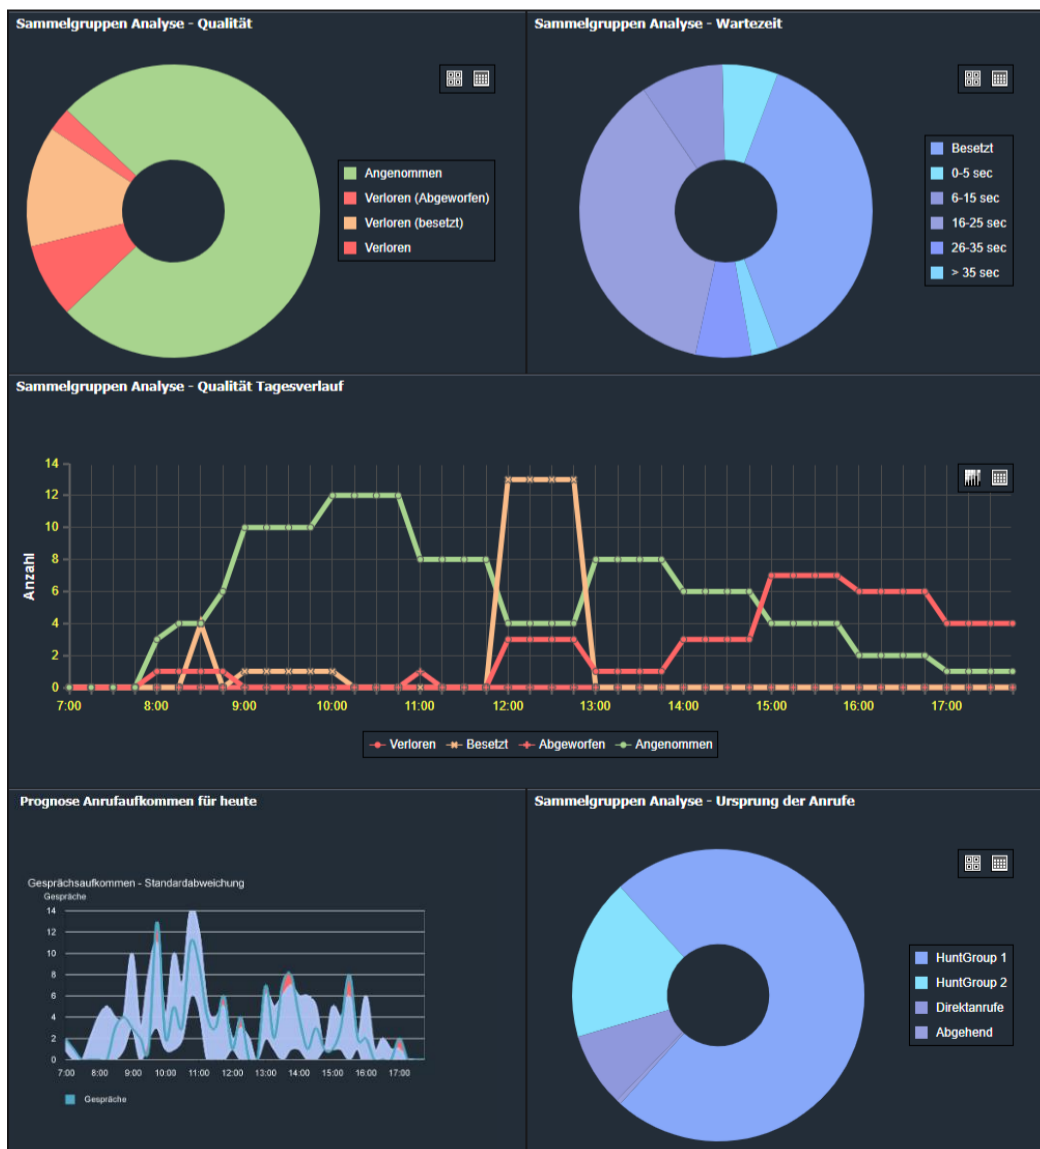 Sammelgruppen Analyse - Qualität
Angenommen
Verloren (Abgeworfen)
Verloren (besetzt)
Verloren
Sammelgruppen Analyse - Wartezeit
Besetzt
0-5 sec
6-15 sec
16-25 sec
26-35 sec
> 35 sec
Sammelgruppen Analyse - Qualität Tagesverlauf
Anzahl
14
12
10
8
6
4
2
0
7:00 8:00 9:00 10:00 11:00 12:00 13:00 14:00 15:00 16:00 17:00
Verloren Besetzt Abgeworfen Angenommen
Prognose Anrufaufkommen für heute
Gesprächsaufkommen - Standardabweichung
Gespräche
14
12
10
8
6
4
2
0
7:00 8:00 9:00 10:00 11:00 12:00 13:00 14:00 15:00 16:00 17:00
Gespräche
Sammelgruppen Analyse - Ursprung der Anrufe
HuntGroup 1
HuntGroup 2
Direktanrufe
Abgehend